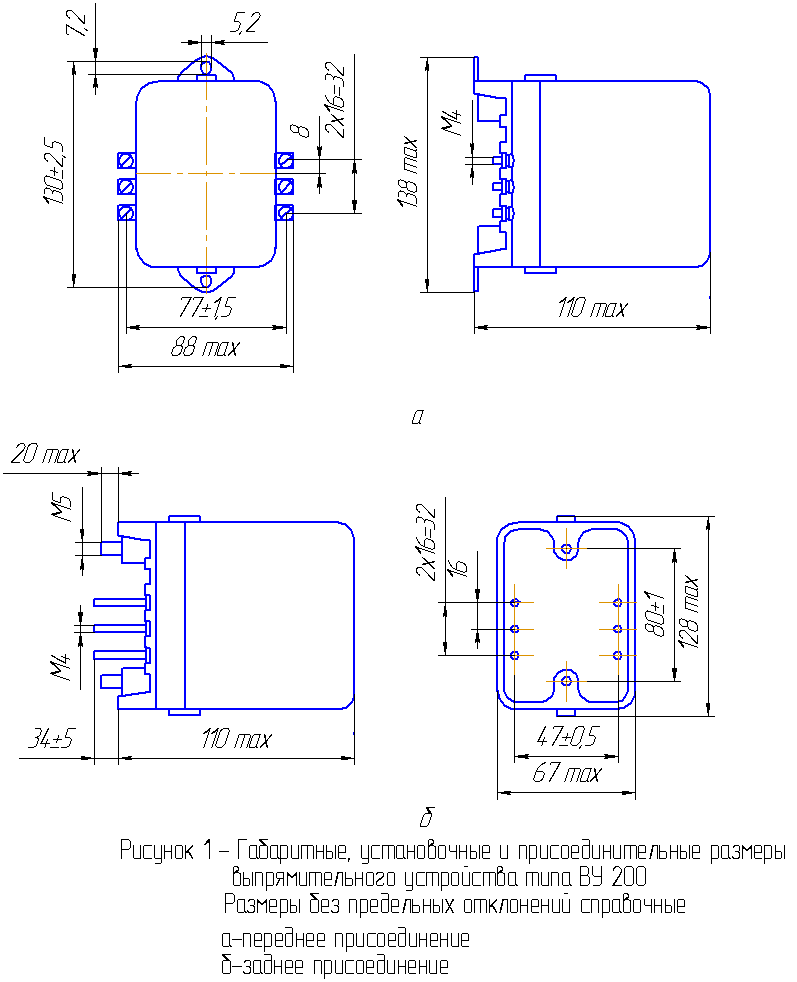 7,2
5,2
130±2,5
8
2x16=32
77±1,5
88 max
138 max
M4
110 max
а
20 max
M5
M4
34±5
110 max
2x16=32
16
80±1
128 max
47±0,5
67 max
б
Рисунок 1 – Габаритные, установочные и присоединительные размеры
выпрямительного устройства типа ВУ 200
Размеры без предельных отклонений справочные
а–переднее присоединение
б–заднее присоединение